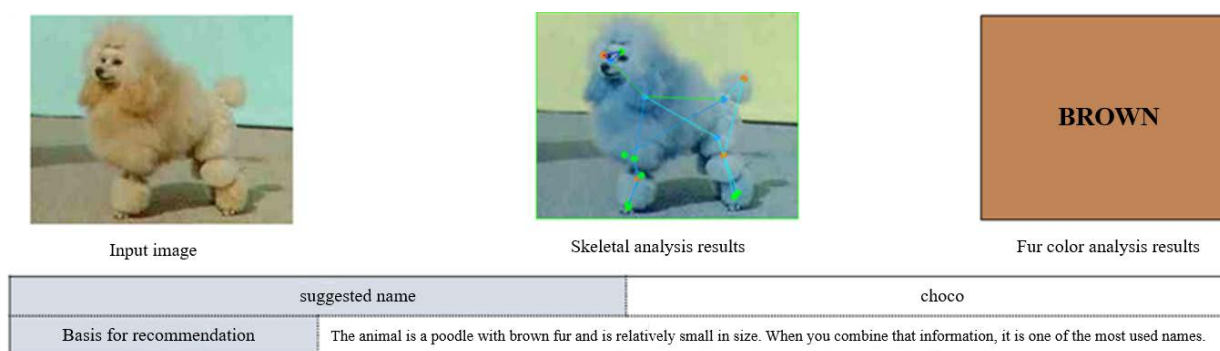 BROWN
Input image
Skeletal analysis results
Fur color analysis results
suggested name
choco
Basis for recommendation
The animal is a poodle with brown fur and is relatively small in size. When you combine that information, it is one of the most used names.